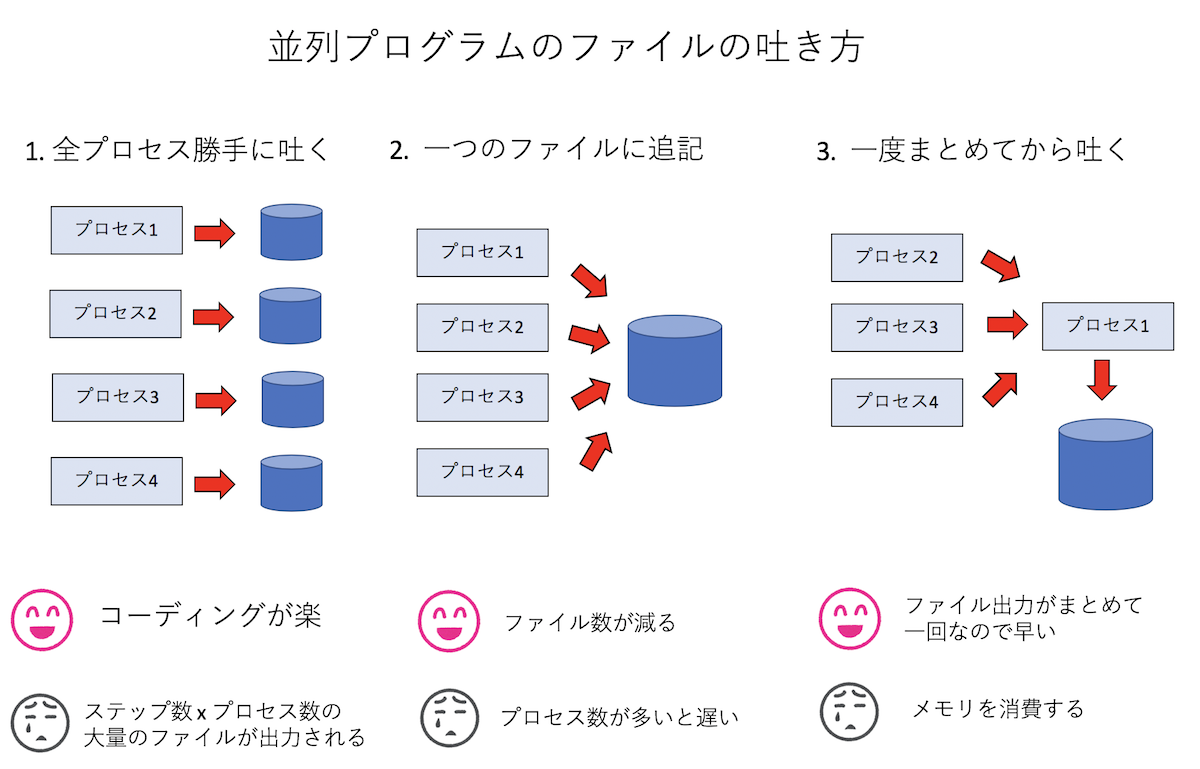 並列プログラムのファイルの吐き方
1. 全プロセス勝手に吐く
プロセス1
プロセス2
プロセス3
プロセス4
コーディングが楽
ステップ数 x プロセス数の
大量のファイルが出力される
2. 一つのファイルに追記
プロセス1
プロセス2
プロセス3
プロセス4
ファイル数が減る
プロセス数が多いと遅い
3. 一度まとめてから吐く
プロセス2
プロセス3
プロセス4
プロセス1
ファイル出力がまとめて
一回なので早い
メモリを消費する